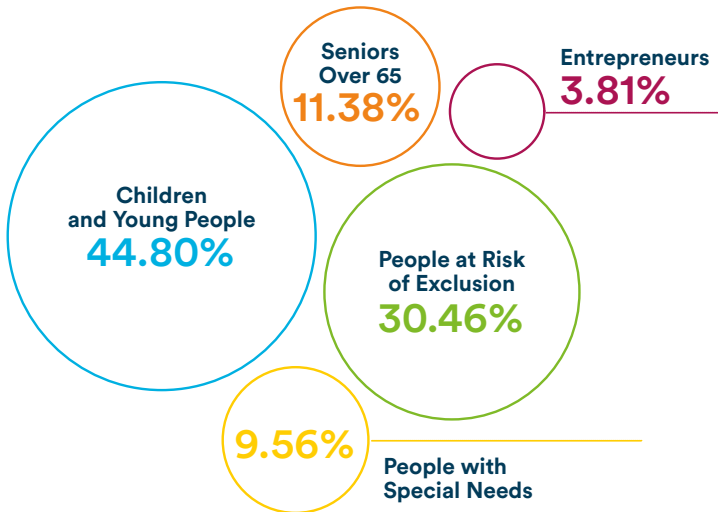 Seniors
Over 65
11.38%
Entrepreneurs
3.81%
Children
and Young People
44.80%
People at Risk
of Exclusion
30.46%
9.56%
People with
Special Needs